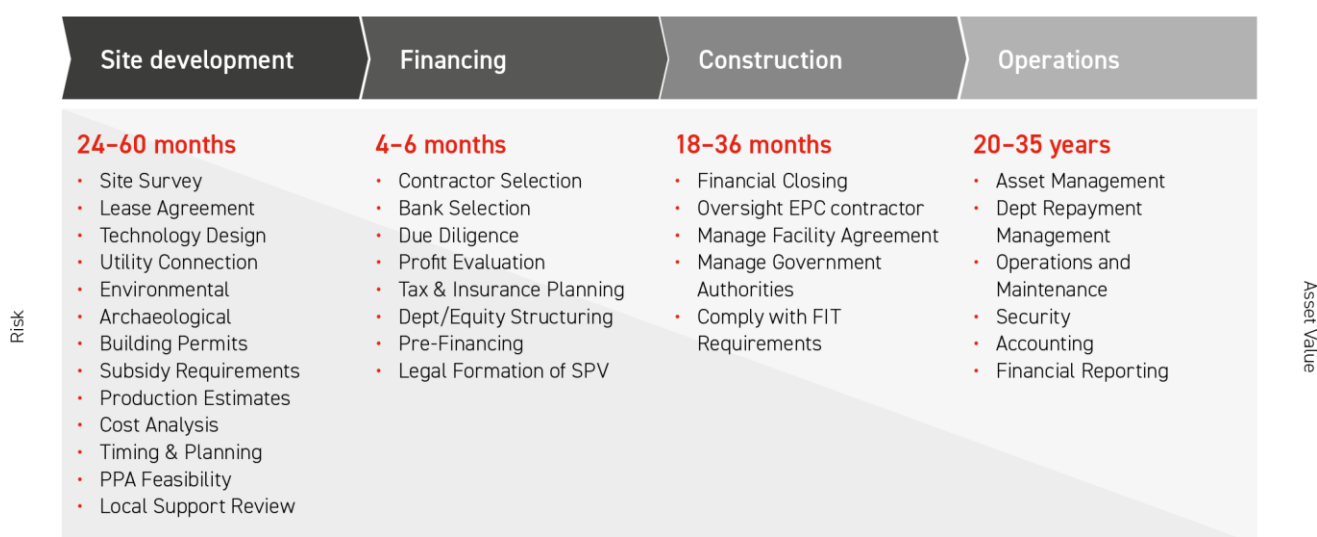 Site development
Financing
Construction
Operations
Risk
24–60 months
• Site Survey
• Lease Agreement
• Technology Design
• Utility Connection
• Environmental
• Archaeological
• Building Permits
• Subsidy Requirements
• Production Estimates
• Cost Analysis
• Timing & Planning
• PPA Feasibility
• Local Support Review
4–6 months
• Contractor Selection
• Bank Selection
• Due Diligence
• Profit Evaluation
• Tax & Insurance Planning
• Dept/Equity Structuring
• Pre-Financing
• Legal Formation of SPV
18–36 months
• Financial Closing
• Oversight EPC contractor
• Manage Facility Agreement
• Manage Government
Authorities
• Comply with FIT
Requirements
20–35 years
• Asset Management
• Dept Repayment
Management
• Operations and
Maintenance
• Security
• Accounting
• Financial Reporting
Asset Value